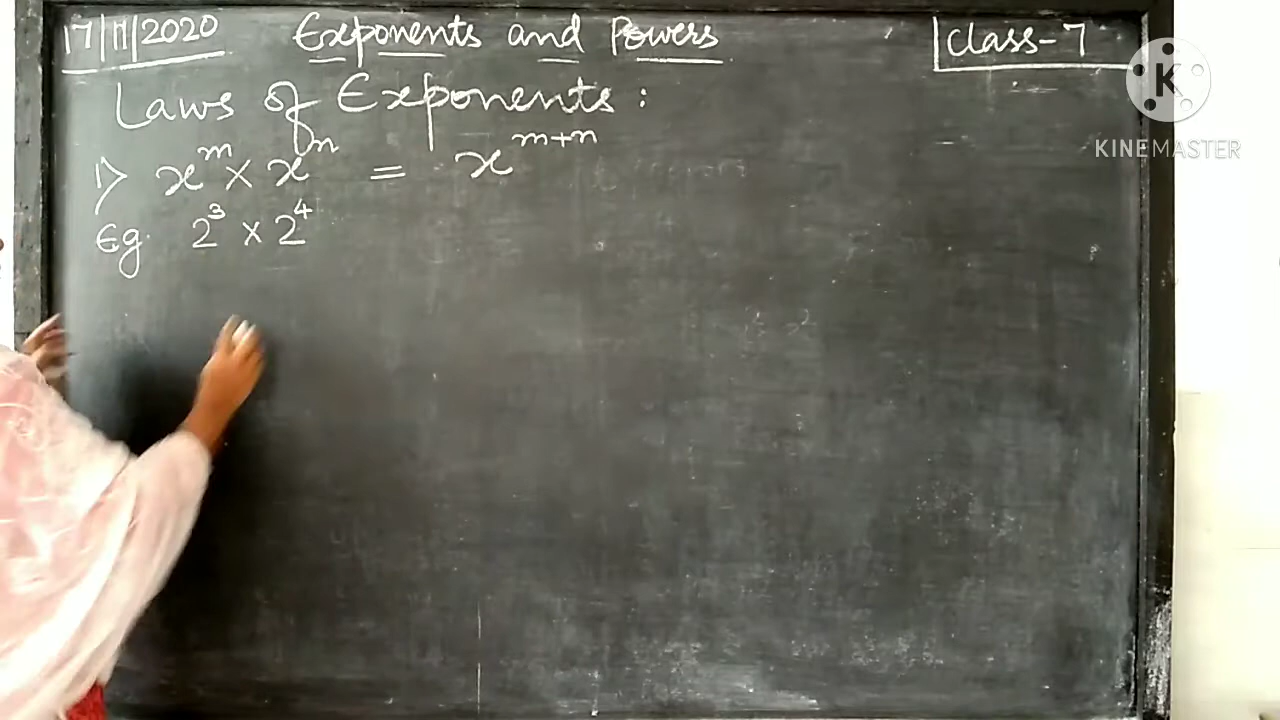 17/11/2020 Exponents and Powers Class-7
Laws of Exponents :
1> x^m × x^n = x^m+n
Eg. 2^3 × 2^4
K
KINEMASTER